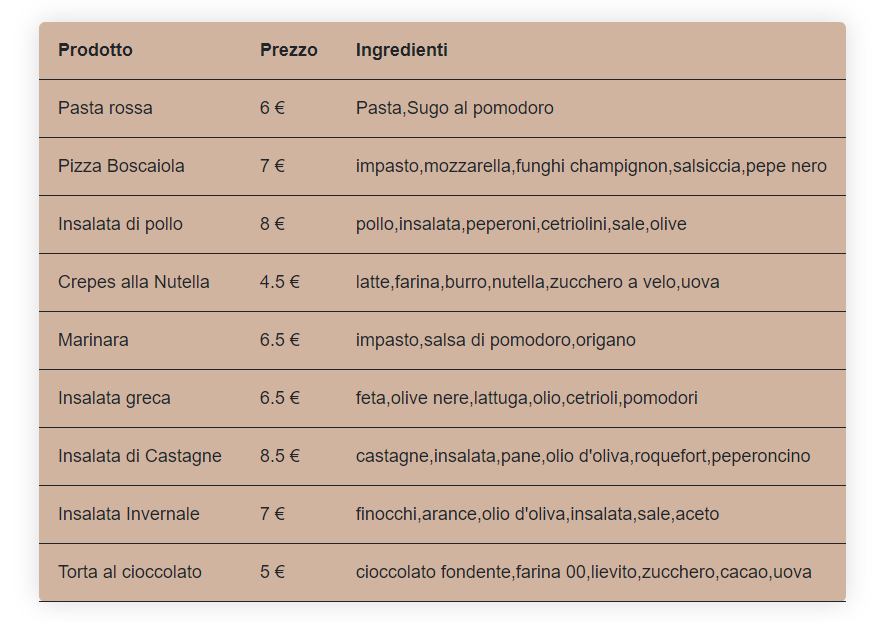 Prodotto Prezzo Ingredienti
Pasta rossa 6 € Pasta,Sugo al pomodoro
Pizza Boscaiola 7 € impasto,mozzarella,funghi champignon,salsiccia,pepe nero
Insalata di pollo 8 € pollo,insalata,peperoni,cetriolini,sale,olive
Crepes alla Nutella 4.5 € latte,farina,burro,nutella,zucchero a velo,uova
Marinara 6.5 € impasto,salsa di pomodoro,origano
Insalata greca 6.5 € feta,olive nere,lattuga,olio,cetrioli,pomodori
Insalata di Castagne 8.5 € castagne,insalata,pane,olio d'oliva,roquefort,peperoncino
Insalata Invernale 7 € finocchi,arance,olio d'oliva,insalata,sale,aceto
Torta al cioccolato 5 € cioccolato fondente,farina 00,lievito,zucchero,cacao,uova